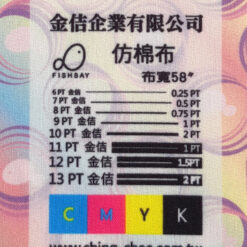 金佶企業有限公司
FISHBAY
仿棉布
布寬58"
6 PT 金佶 0.25 PT
7 PT 金佶 0.5 PT
8 PT 金佶 0.75 PT
9 PT 金佶 1 PT
10 PT 金佶 2 PT
11 PT 金佶 1 PT
12 PT 金佶 1.5PT
13 PT 金佶 2 PT
C M Y K